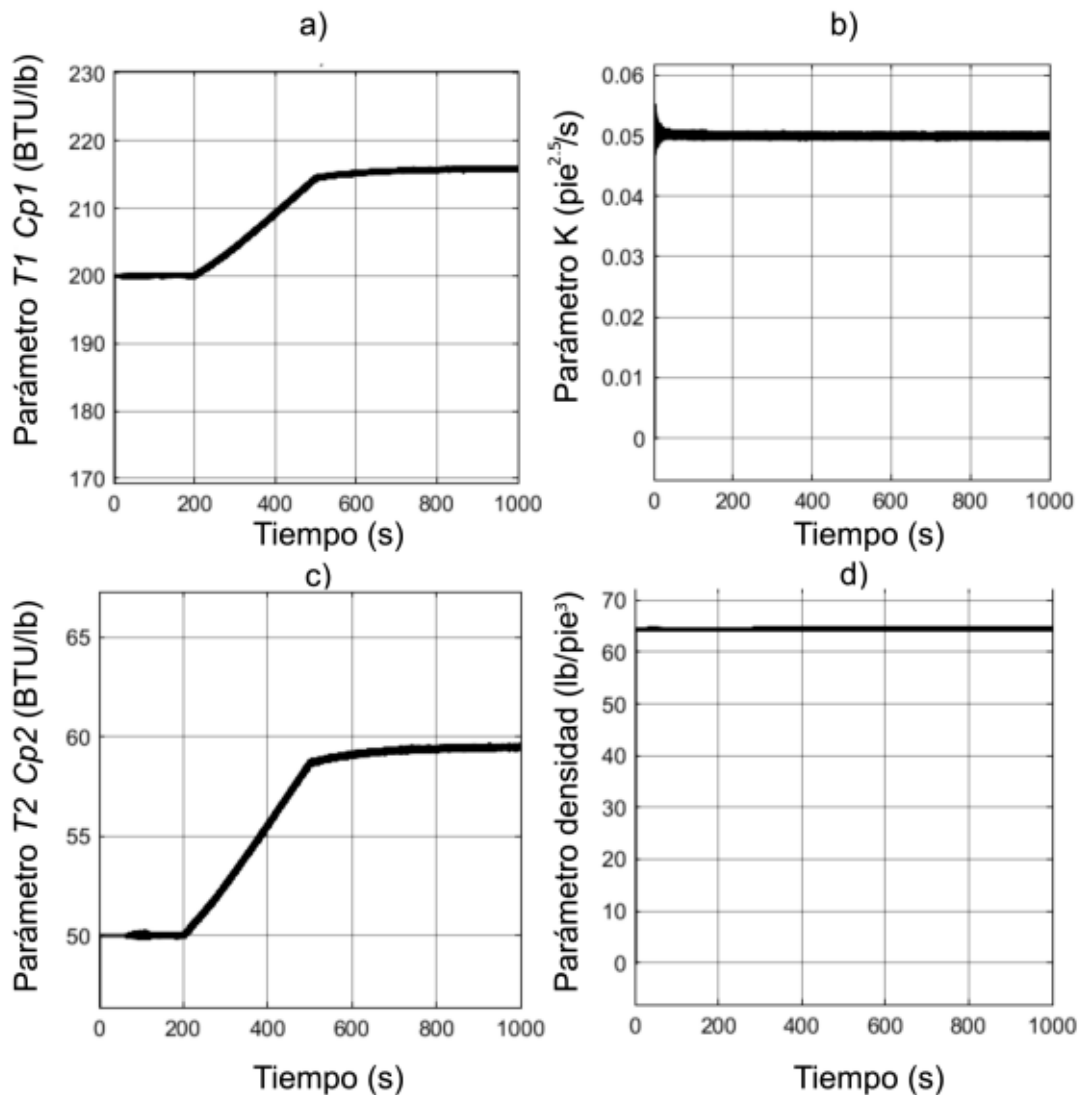 a)
Parámetro T1 Cp1 (BTU/lb)
230
220
210
200
190
180
170
0 200 400 600 800 1000
Tiempo (s)
b)
Parámetro K (pie^2.5/s)
0.06
0.05
0.04
0.03
0.02
0.01
0
0 200 400 600 800 1000
Tiempo (s)
c)
Parámetro T2 Cp2 (BTU/lb)
65
60
55
50
0 200 400 600 800 1000
Tiempo (s)
d)
Parámetro densidad (lb/pie³)
70
60
50
40
30
20
10
0
0 200 400 600 800 1000
Tiempo (s)